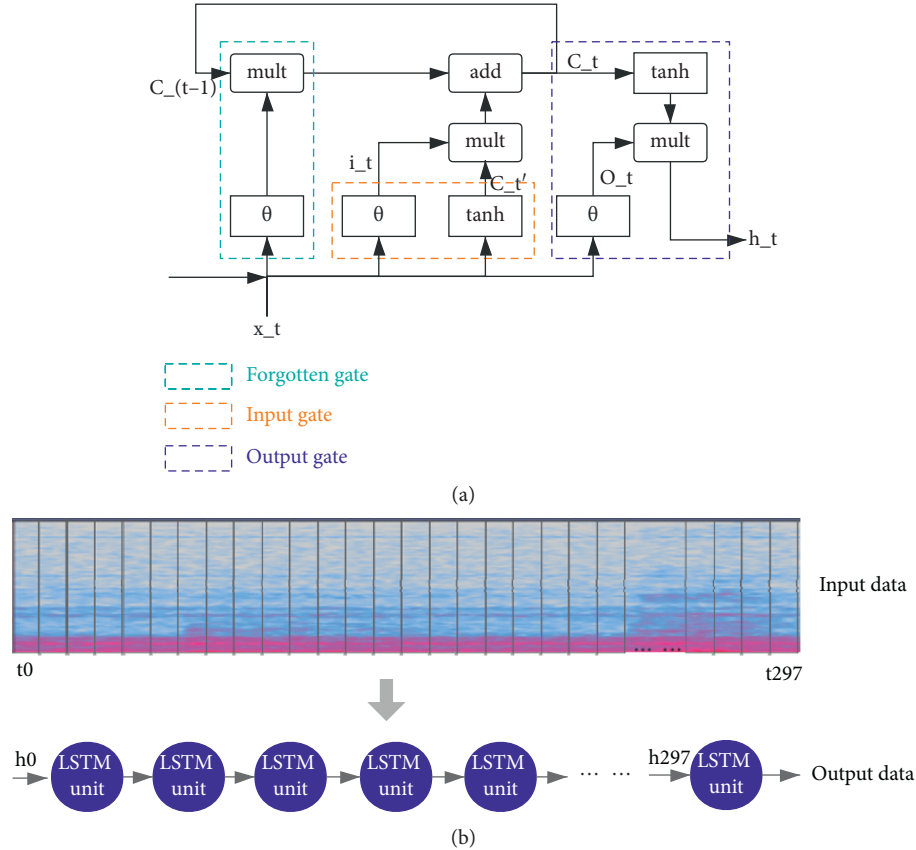 mult
add
C_t
tanh
C_(t–1)
mult
mult
i_t
C_t′
O_t
θ
θ
tanh
θ
h_t
x_t
Forgotten gate
Input gate
Output gate
(a)
Input data
... ...
t0
t297
h0
LSTM
unit
LSTM
unit
LSTM
unit
LSTM
unit
LSTM
unit
... ...
h297
LSTM
unit
Output data
(b)